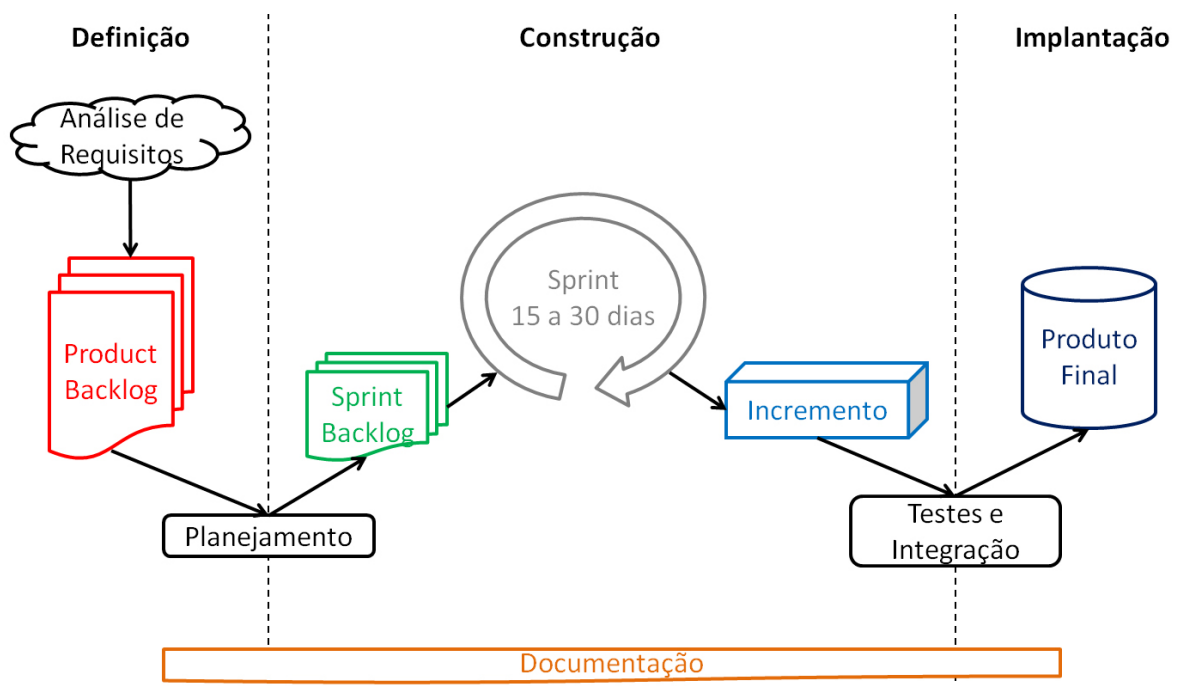 Definição
Construção
Implantação
Análise de
Requisitos
Product
Backlog
Planejamento
Sprint
Backlog
Sprint
15 a 30 dias
Incremento
Testes e
Integração
Produto
Final
Documentação